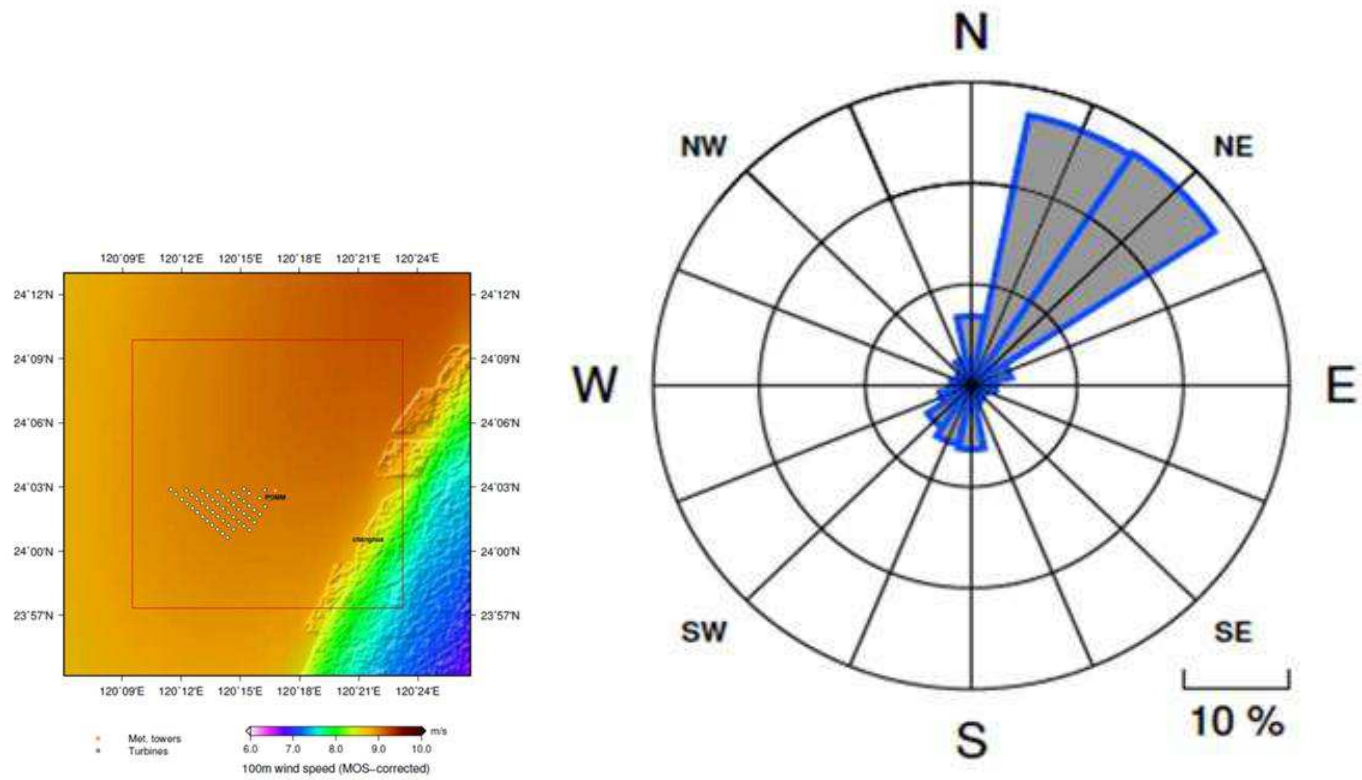 120°09'E 120°12'E 120°15'E 120°18'E 120°21'E 120°24'E
24°12'N 24°12'N
24°09'N 24°09'N
24°06'N 24°06'N
24°03'N 24°03'N
POMM
changhua
24°00'N 24°00'N
23°57'N 23°57'N
120°09'E 120°12'E 120°15'E 120°18'E 120°21'E 120°24'E
Met. towers
Turbines
m/s
6.0 7.0 8.0 9.0 10.0
100m wind speed (MOS-corrected)
N
NW NE
W E
SW SE
S
10 %